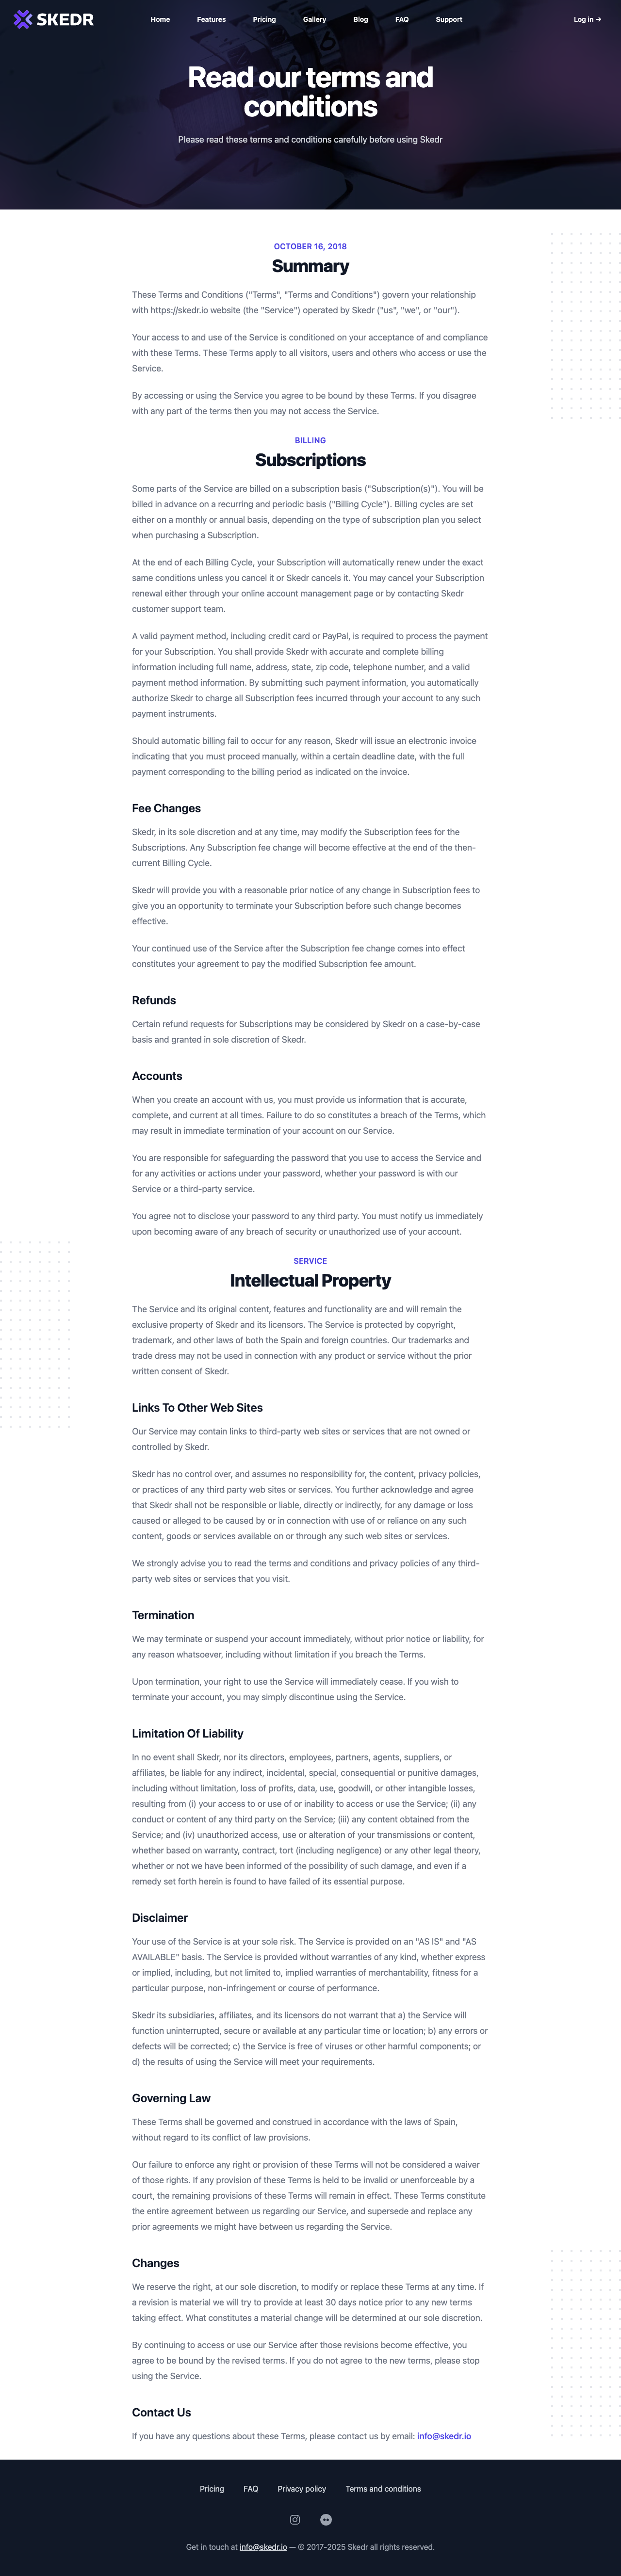 SKEDR
Home
Features
Pricing
Gallery
Blog
FAQ
Support
Log in →
Read our terms and
conditions
Please read these terms and conditions carefully before using Skedr
OCTOBER 16, 2018
Summary
These Terms and Conditions ("Terms", "Terms and Conditions") govern your relationship
with https://skedr.io website (the "Service") operated by Skedr ("us", "we", or "our").
Your access to and use of the Service is conditioned on your acceptance of and compliance
with these Terms. These Terms apply to all visitors, users and others who access or use the
Service.
By accessing or using the Service you agree to be bound by these Terms. If you disagree
with any part of the terms then you may not access the Service.
BILLING
Subscriptions
Some parts of the Service are billed on a subscription basis ("Subscription(s)"). You will be
billed in advance on a recurring and periodic basis ("Billing Cycle"). Billing cycles are set
either on a monthly or annual basis, depending on the type of subscription plan you select
when purchasing a Subscription.
At the end of each Billing Cycle, your Subscription will automatically renew under the exact
same conditions unless you cancel it or Skedr cancels it. You may cancel your Subscription
renewal either through your online account management page or by contacting Skedr
customer support team.
A valid payment method, including credit card or PayPal, is required to process the payment
for your Subscription. You shall provide Skedr with accurate and complete billing
information including full name, address, state, zip code, telephone number, and a valid
payment method information. By submitting such payment information, you automatically
authorize Skedr to charge all Subscription fees incurred through your account to any such
payment instruments.
Should automatic billing fail to occur for any reason, Skedr will issue an electronic invoice
indicating that you must proceed manually, within a certain deadline date, with the full
payment corresponding to the billing period as indicated on the invoice.
Fee Changes
Skedr, in its sole discretion and at any time, may modify the Subscription fees for the
Subscriptions. Any Subscription fee change will become effective at the end of the then-
current Billing Cycle.
Skedr will provide you with a reasonable prior notice of any change in Subscription fees to
give you an opportunity to terminate your Subscription before such change becomes
effective.
Your continued use of the Service after the Subscription fee change comes into effect
constitutes your agreement to pay the modified Subscription fee amount.
Refunds
Certain refund requests for Subscriptions may be considered by Skedr on a case-by-case
basis and granted in sole discretion of Skedr.
Accounts
When you create an account with us, you must provide us information that is accurate,
complete, and current at all times. Failure to do so constitutes a breach of the Terms, which
may result in immediate termination of your account on our Service.
You are responsible for safeguarding the password that you use to access the Service and
for any activities or actions under your password, whether your password is with our
Service or a third-party service.
You agree not to disclose your password to any third party. You must notify us immediately
upon becoming aware of any breach of security or unauthorized use of your account.
SERVICE
Intellectual Property
The Service and its original content, features and functionality are and will remain the
exclusive property of Skedr and its licensors. The Service is protected by copyright,
trademark, and other laws of both the Spain and foreign countries. Our trademarks and
trade dress may not be used in connection with any product or service without the prior
written consent of Skedr.
Links To Other Web Sites
Our Service may contain links to third-party web sites or services that are not owned or
controlled by Skedr.
Skedr has no control over, and assumes no responsibility for, the content, privacy policies,
or practices of any third party web sites or services. You further acknowledge and agree
that Skedr shall not be responsible or liable, directly or indirectly, for any damage or loss
caused or alleged to be caused by or in connection with use of or reliance on any such
content, goods or services available on or through any such web sites or services.
We strongly advise you to read the terms and conditions and privacy policies of any third-
party web sites or services that you visit.
Termination
We may terminate or suspend your account immediately, without prior notice or liability, for
any reason whatsoever, including without limitation if you breach the Terms.
Upon termination, your right to use the Service will immediately cease. If you wish to
terminate your account, you may simply discontinue using the Service.
Limitation Of Liability
In no event shall Skedr, nor its directors, employees, partners, agents, suppliers, or
affiliates, be liable for any indirect, incidental, special, consequential or punitive damages,
including without limitation, loss of profits, data, use, goodwill, or other intangible losses,
resulting from (i) your access to or use of or inability to access or use the Service; (ii) any
conduct or content of any third party on the Service; (iii) any content obtained from the
Service; and (iv) unauthorized access, use or alteration of your transmissions or content,
whether based on warranty, contract, tort (including negligence) or any other legal theory,
whether or not we have been informed of the possibility of such damage, and even if a
remedy set forth herein is found to have failed of its essential purpose.
Disclaimer
Your use of the Service is at your sole risk. The Service is provided on an "AS IS" and "AS
AVAILABLE" basis. The Service is provided without warranties of any kind, whether express
or implied, including, but not limited to, implied warranties of merchantability, fitness for a
particular purpose, non-infringement or course of performance.
Skedr its subsidiaries, affiliates, and its licensors do not warrant that a) the Service will
function uninterrupted, secure or available at any particular time or location; b) any errors or
defects will be corrected; c) the Service is free of viruses or other harmful components; or
d) the results of using the Service will meet your requirements.
Governing Law
These Terms shall be governed and construed in accordance with the laws of Spain,
without regard to its conflict of law provisions.
Our failure to enforce any right or provision of these Terms will not be considered a waiver
of those rights. If any provision of these Terms is held to be invalid or unenforceable by a
court, the remaining provisions of these Terms will remain in effect. These Terms constitute
the entire agreement between us regarding our Service, and supersede and replace any
prior agreements we might have between us regarding the Service.
Changes
We reserve the right, at our sole discretion, to modify or replace these Terms at any time. If
a revision is material we will try to provide at least 30 days notice prior to any new terms
taking effect. What constitutes a material change will be determined at our sole discretion.
By continuing to access or use our Service after those revisions become effective, you
agree to be bound by the revised terms. If you do not agree to the new terms, please stop
using the Service.
Contact Us
If you have any questions about these Terms, please contact us by email: info@skedr.io
Pricing
FAQ
Privacy policy
Terms and conditions
Get in touch at info@skedr.io — © 2017-2025 Skedr all rights reserved.